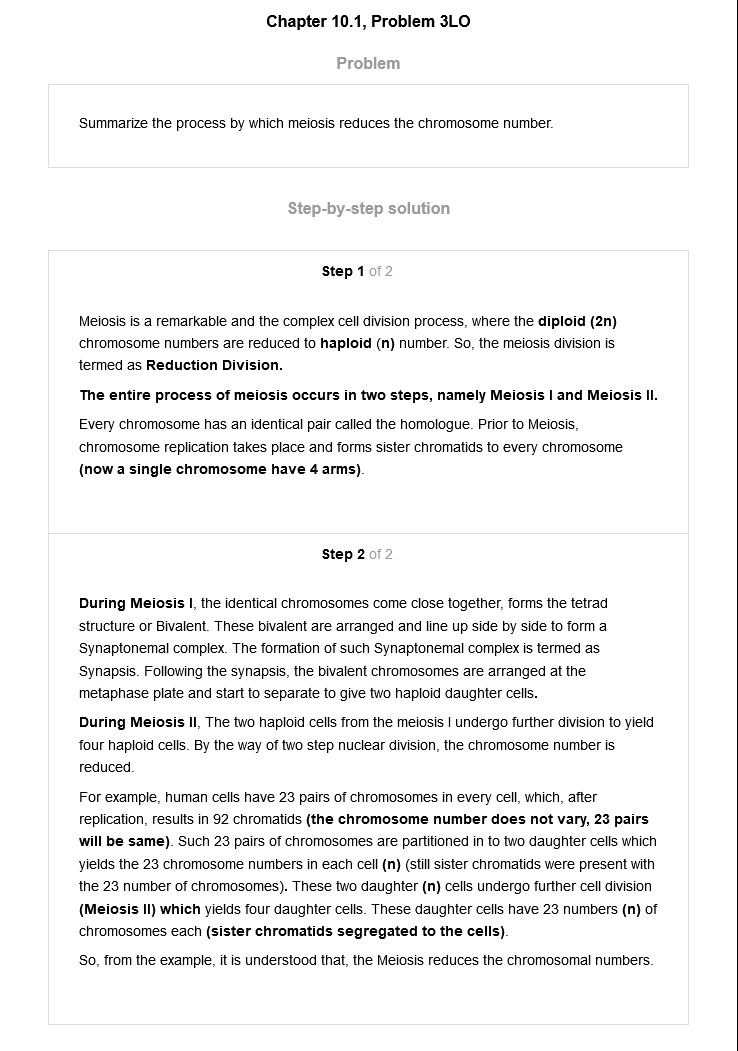 Chapter 10.1, Problem 3LO
Problem
Summarize the process by which meiosis reduces the chromosome number.
Step-by-step solution
Step 1 of 2
Meiosis is a remarkable and the complex cell division process, where the diploid (2n)
chromosome numbers are reduced to haploid (n) number. So, the meiosis division is
termed as Reduction Division.
The entire process of meiosis occurs in two steps, namely Meiosis I and Meiosis II.
Every chromosome has an identical pair called the homologue. Prior to Meiosis,
chromosome replication takes place and forms sister chromatids to every chromosome
(now a single chromosome have 4 arms).
Step 2 of 2
During Meiosis I, the identical chromosomes come close together, forms the tetrad
structure or Bivalent. These bivalent are arranged and line up side by side to form a
Synaptonemal complex. The formation of such Synaptonemal complex is termed as
Synapsis. Following the synapsis, the bivalent chromosomes are arranged at the
metaphase plate and start to separate to give two haploid daughter cells.
During Meiosis II, The two haploid cells from the meiosis I undergo further division to yield
four haploid cells. By the way of two step nuclear division, the chromosome number is
reduced.
For example, human cells have 23 pairs of chromosomes in every cell, which, after
replication, results in 92 chromatids (the chromosome number does not vary, 23 pairs
will be same). Such 23 pairs of chromosomes are partitioned in to two daughter cells which
yields the 23 chromosome numbers in each cell (n) (still sister chromatids were present with
the 23 number of chromosomes). These two daughter (n) cells undergo further cell division
(Meiosis II) which yields four daughter cells. These daughter cells have 23 numbers (n) of
chromosomes each (sister chromatids segregated to the cells).
So, from the example, it is understood that, the Meiosis reduces the chromosomal numbers.